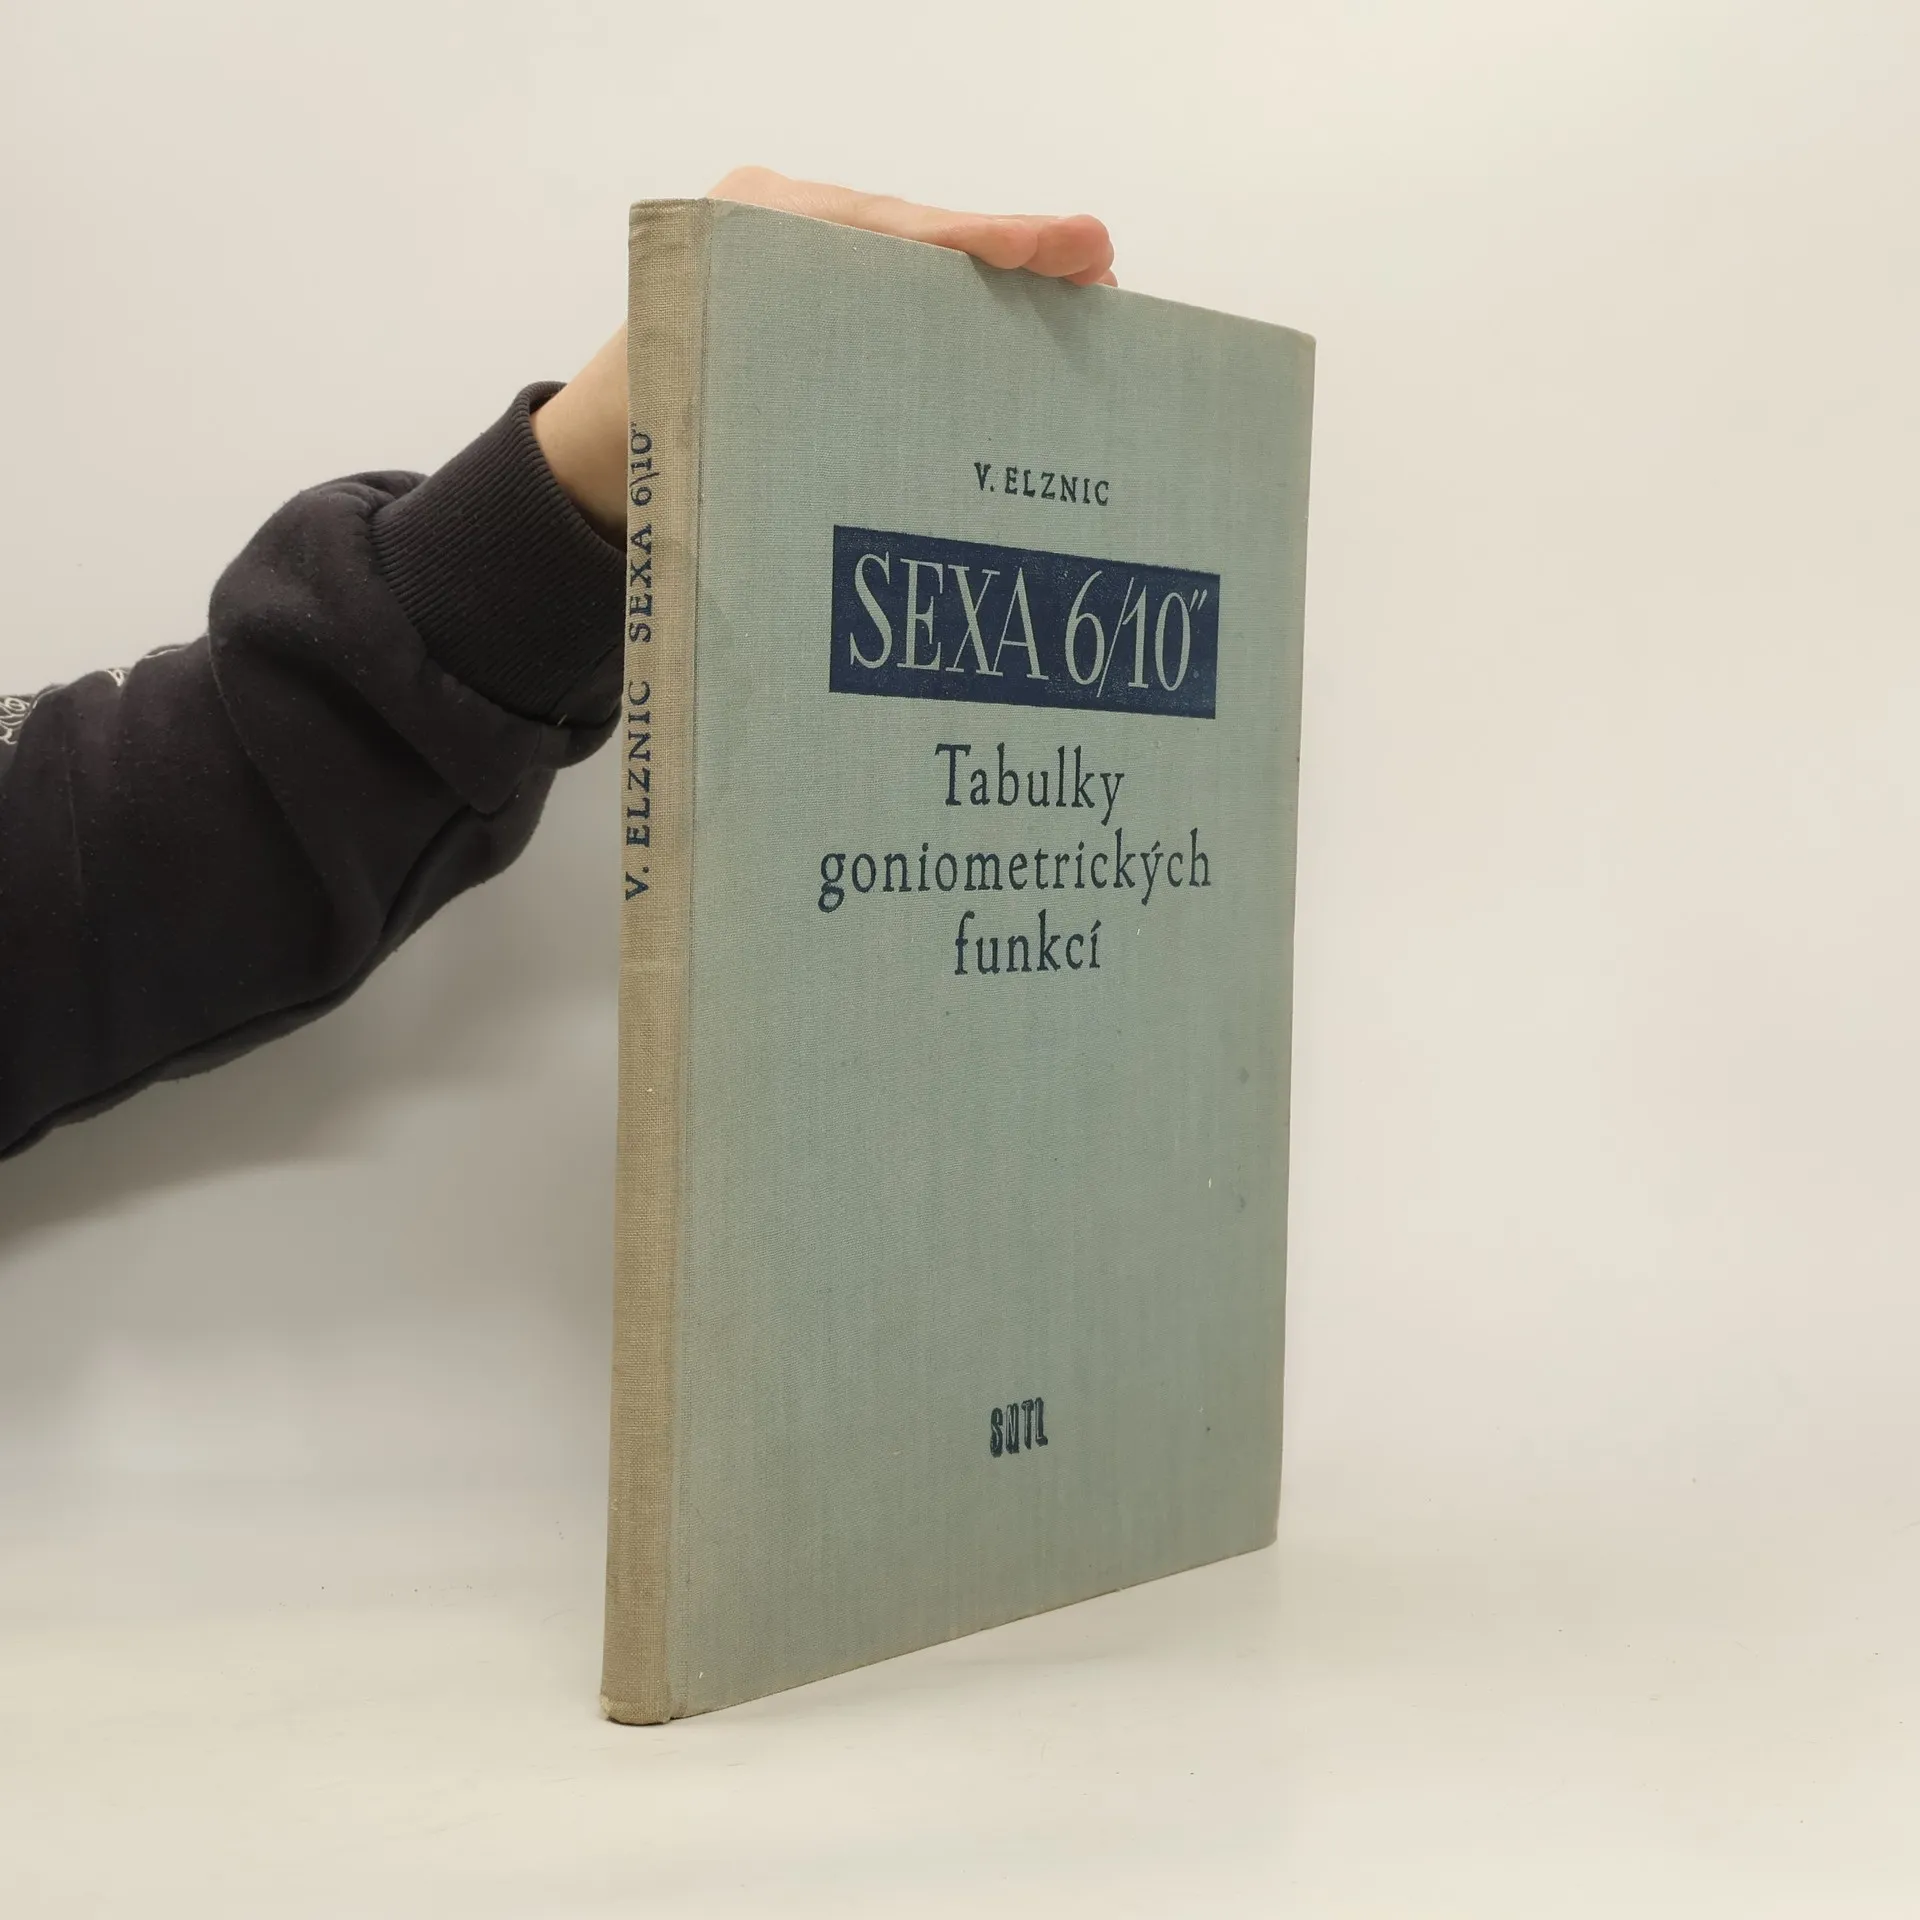 V. ELZNIC SEXA 6/10"
V. ELZNIC
SEXA 6/10"
Tabulky
goniometrických
funkcí
SNTL